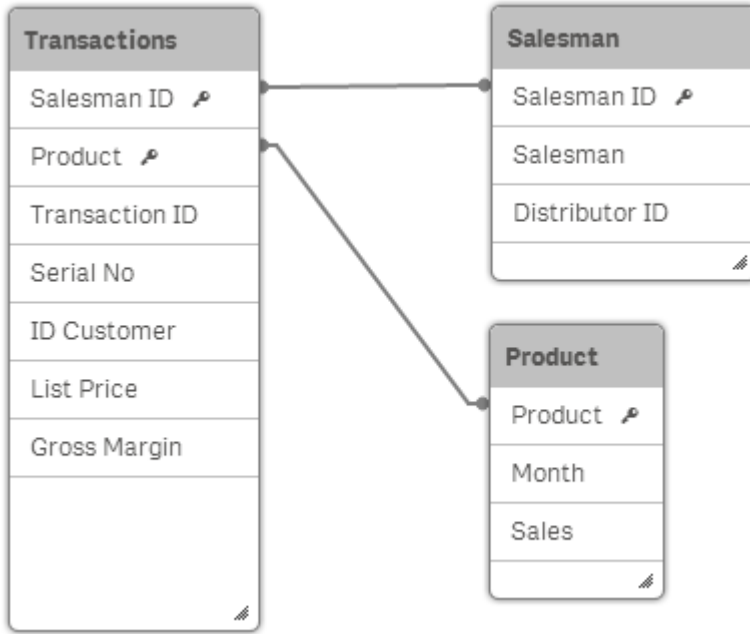 Transactions
Salesman ID
Product
Transaction ID
Serial No
ID Customer
List Price
Gross Margin
Salesman
Salesman ID
Salesman
Distributor ID
Product
Product
Month
Sales